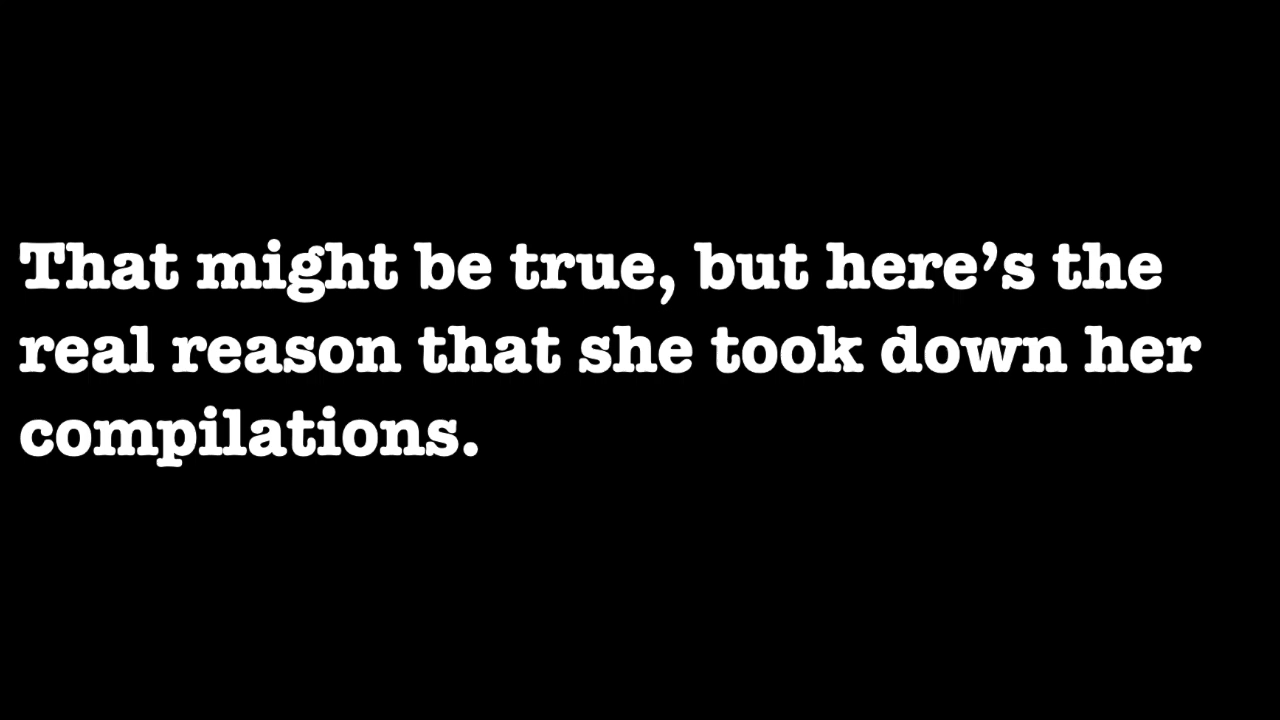 That might be true, but here’s the
real reason that she took down her
compilations.